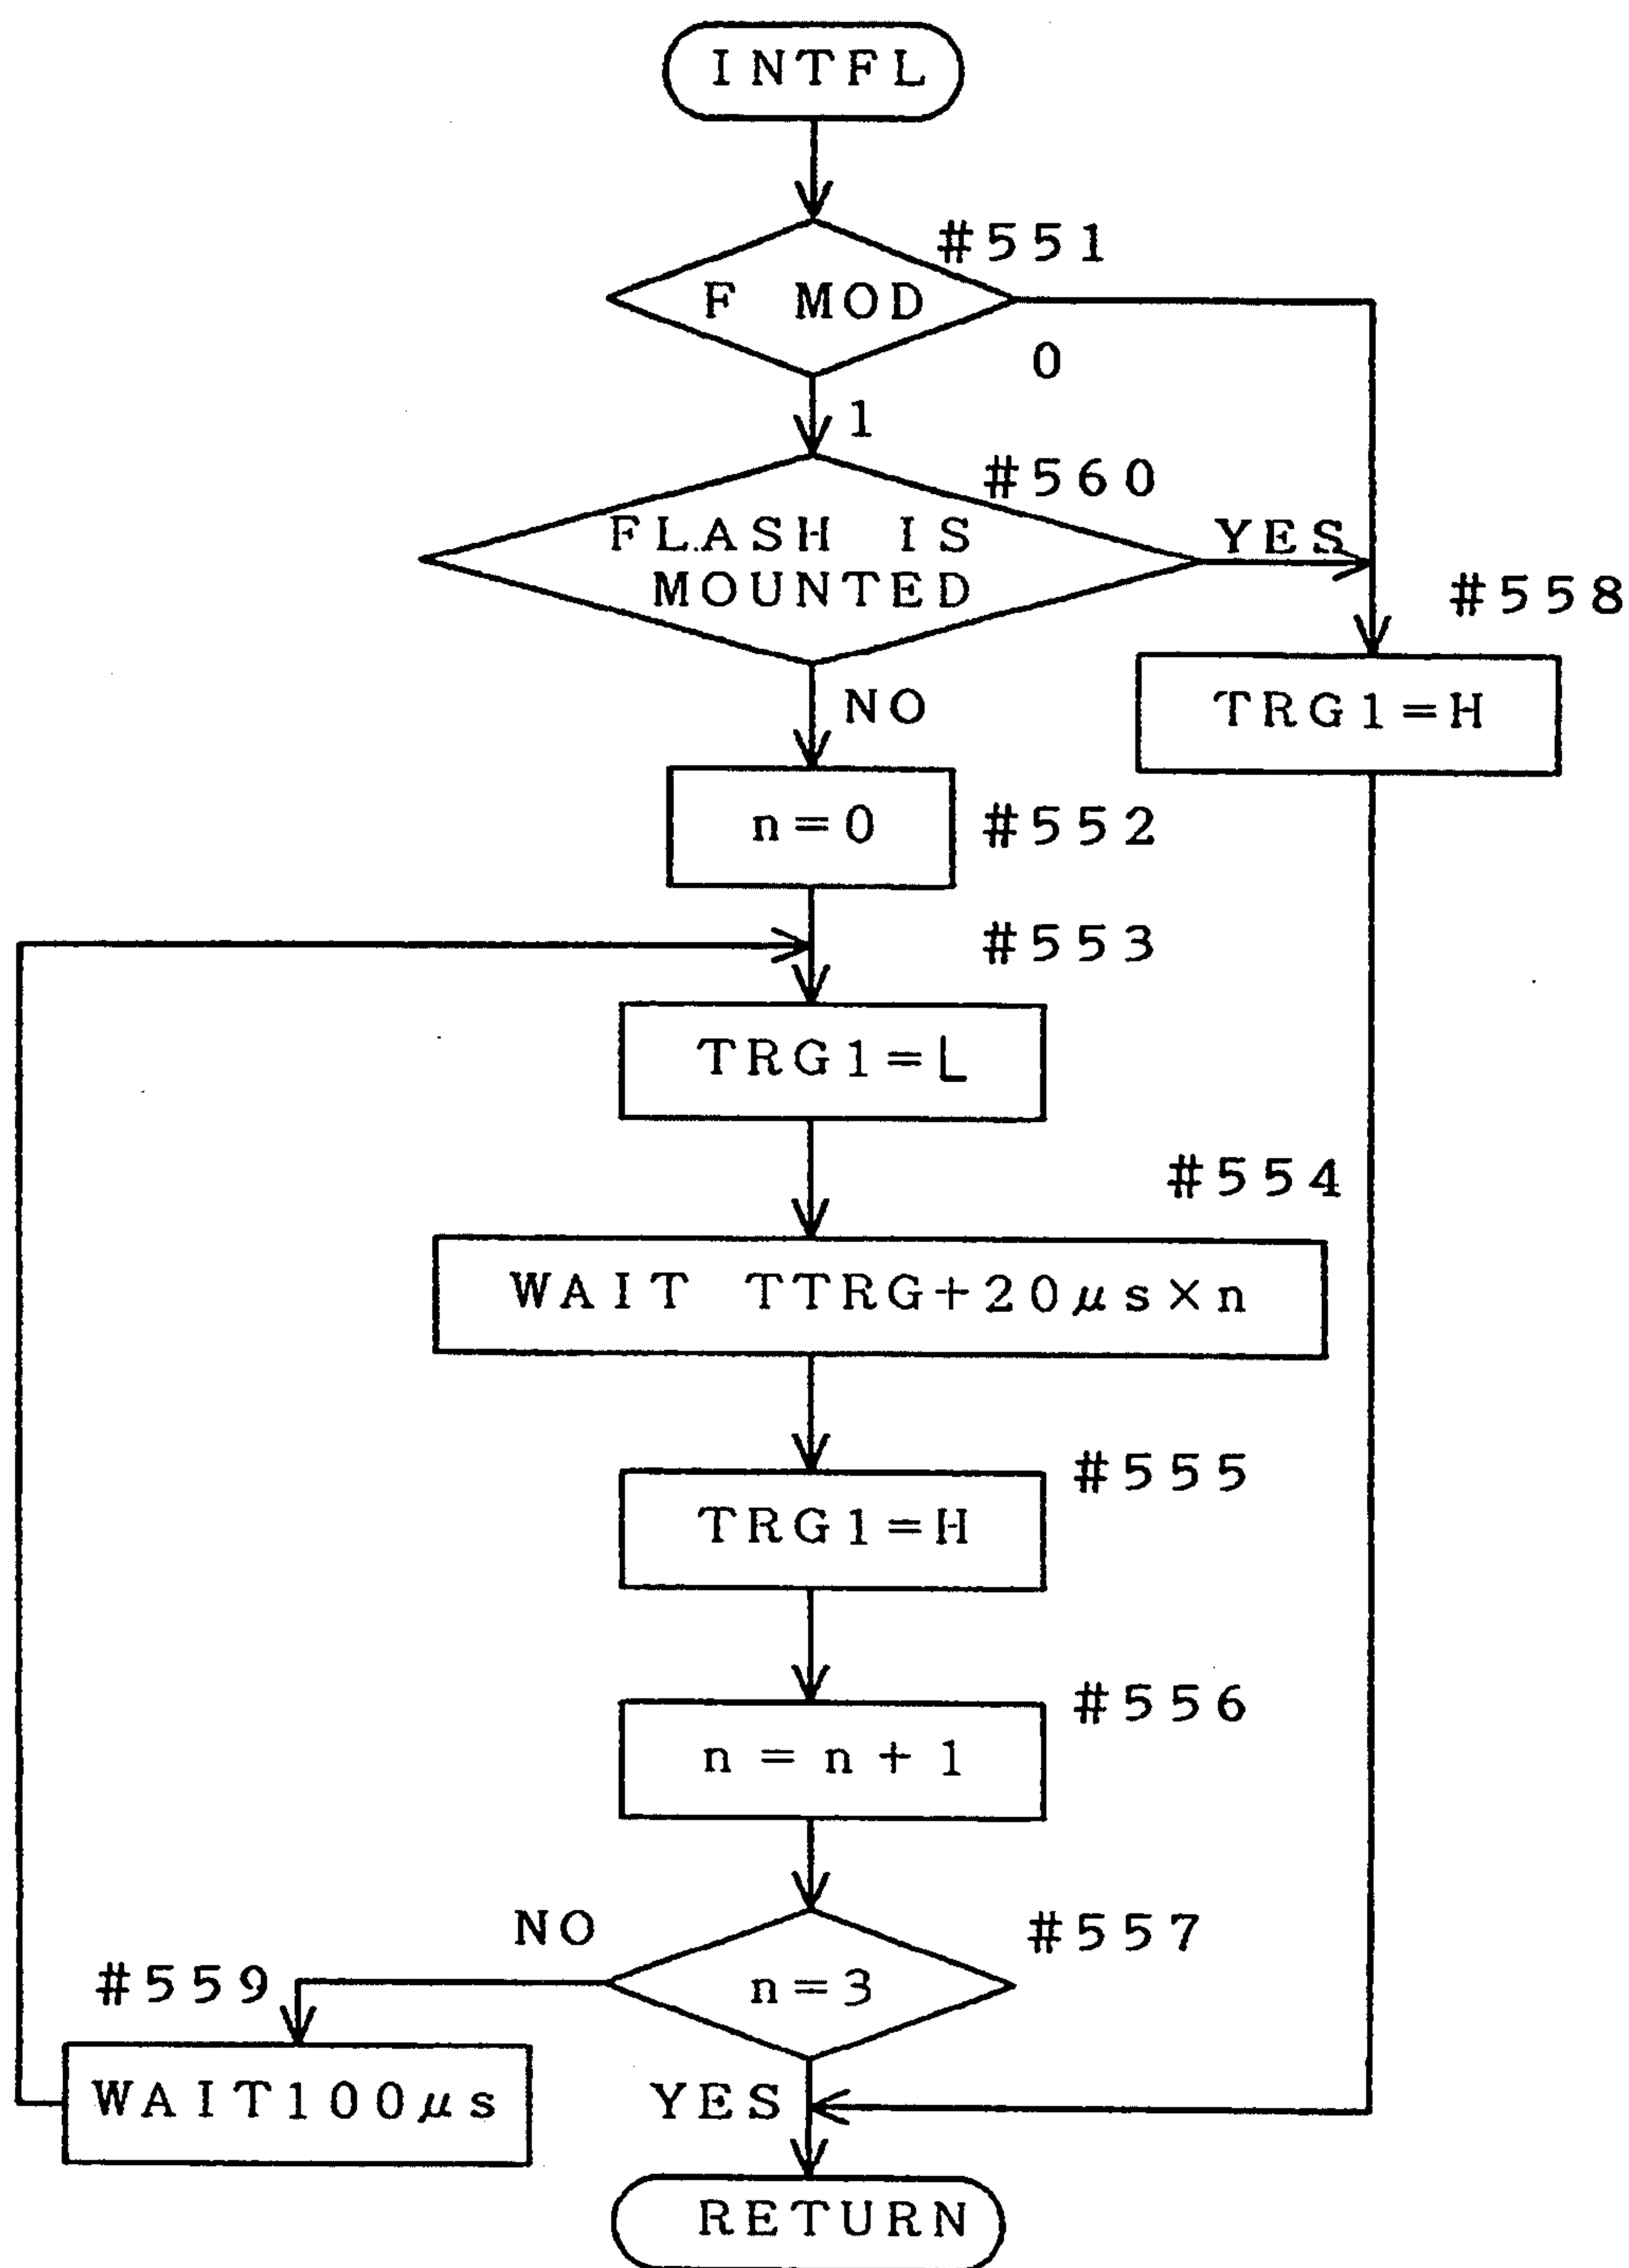 INTFL
#551
F MOD
0
1
#560
FLASH IS
MOUNTED
YES
#558
TRG1=H
NO
n=0
#552
#553
TRG1=L
#554
WAIT TTRG+20μs×n
#555
TRG1=H
#556
n=n+1
NO
#557
n=3
#559
WAIT100μs
YES
RETURN